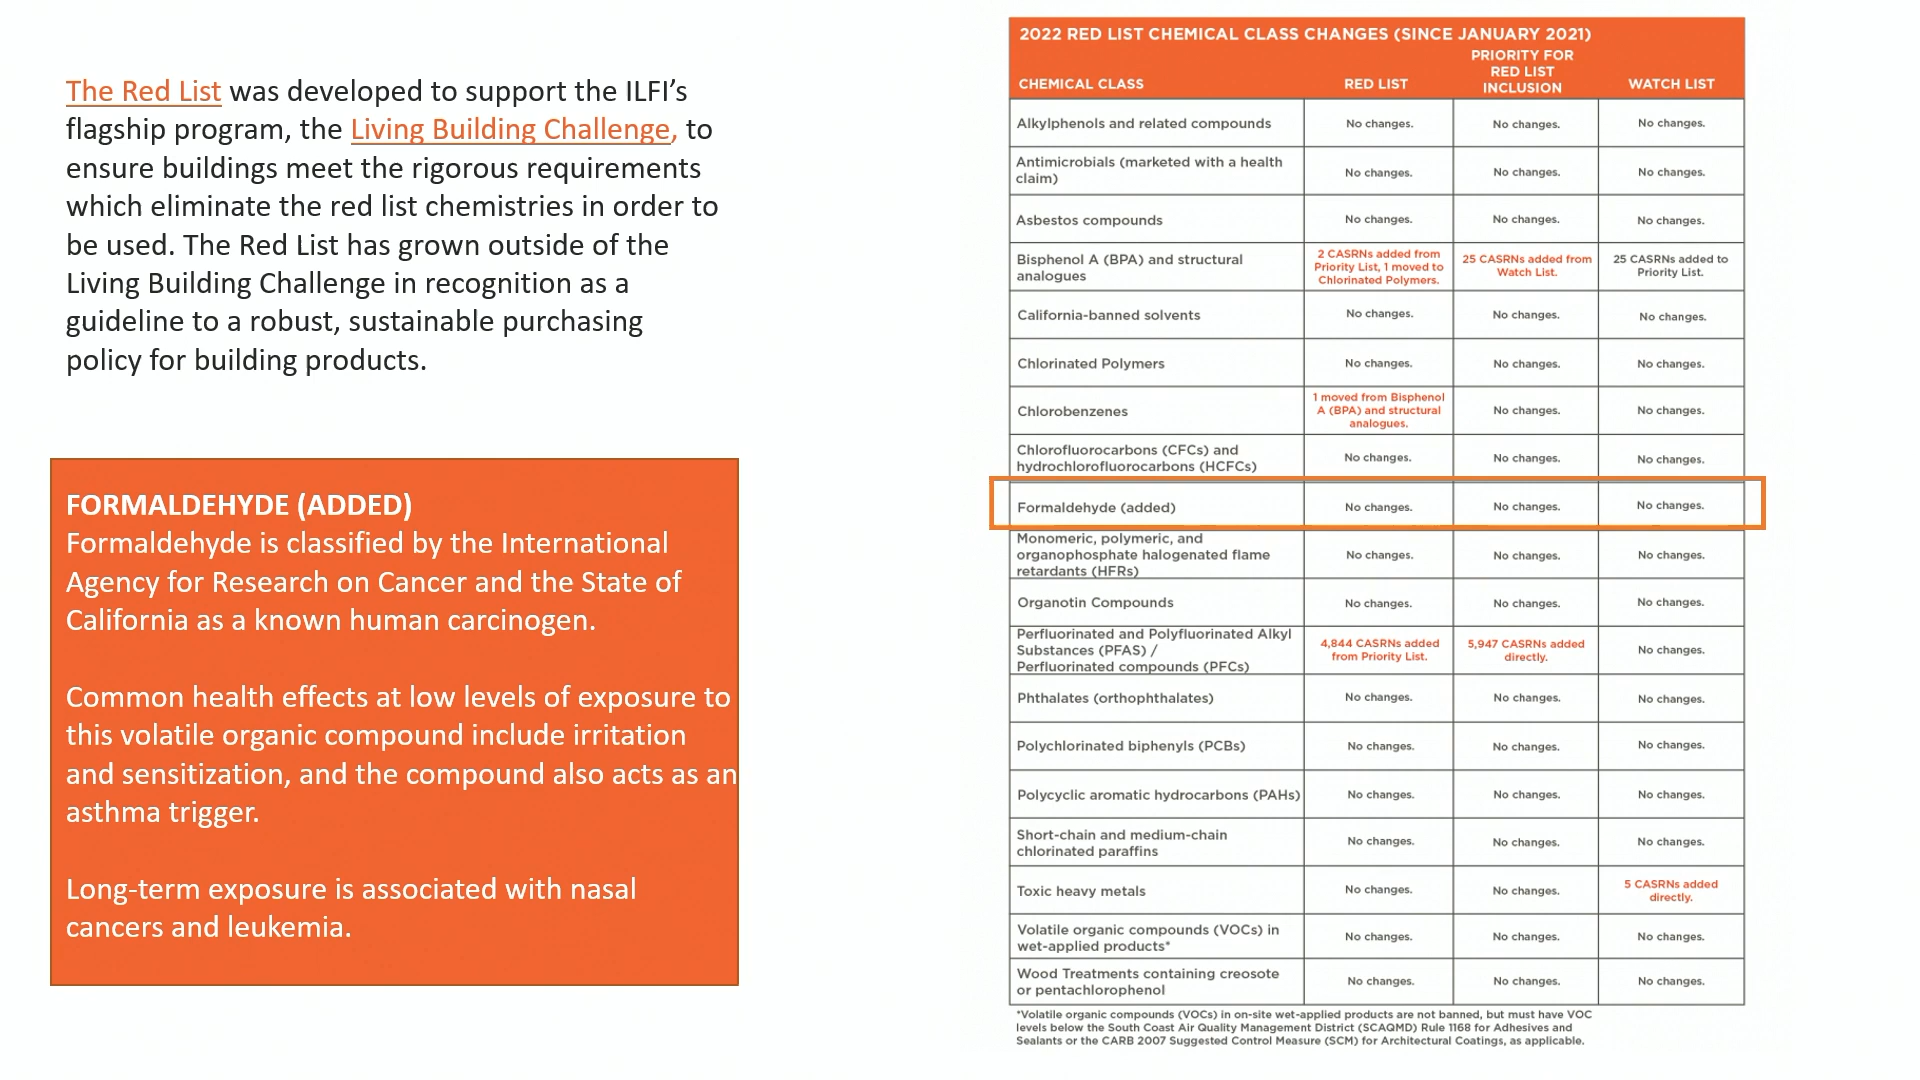 The Red List was developed to support the ILFI’s
flagship program, the Living Building Challenge, to
ensure buildings meet the rigorous requirements
which eliminate the red list chemistries in order to
be used. The Red List has grown outside of the
Living Building Challenge in recognition as a
guideline to a robust, sustainable purchasing
policy for building products.
FORMALDEHYDE (ADDED)
Formaldehyde is classified by the International
Agency for Research on Cancer and the State of
California as a known human carcinogen.
Common health effects at low levels of exposure to
this volatile organic compound include irritation
and sensitization, and the compound also acts as an
asthma trigger.
Long-term exposure is associated with nasal
cancers and leukemia.
2022 RED LIST CHEMICAL CLASS CHANGES (SINCE JANUARY 2021)
CHEMICAL CLASS
RED LIST
PRIORITY FOR
RED LIST
INCLUSION
WATCH LIST
Alkylphenols and related compounds
No changes.
No changes.
No changes.
Antimicrobials (marketed with a health
claim)
No changes.
No changes.
No changes.
Asbestos compounds
No changes.
No changes.
No changes.
Bisphenol A (BPA) and structural
analogues
2 CASRNs added from
Priority List, 1 moved to
Chlorinated Polymers.
25 CASRNs added from
Watch List.
25 CASRNs added to
Priority List.
California-banned solvents
No changes.
No changes.
No changes.
Chlorinated Polymers
No changes.
No changes.
No changes.
Chlorobenzenes
1 moved from Bisphenol
A (BPA) and structural
analogues.
No changes.
No changes.
Chlorofluorocarbons (CFCs) and
hydrochlorofluorocarbons (HCFCs)
No changes.
No changes.
No changes.
Formaldehyde (added)
No changes.
No changes.
No changes.
Monomeric, polymeric, and
organophosphate halogenated flame
retardants (HFRs)
No changes.
No changes.
No changes.
Organotin Compounds
No changes.
No changes.
No changes.
Perfluorinated and Polyfluorinated Alkyl
Substances (PFAS) /
Perfluorinated compounds (PFCs)
4,844 CASRNs added
from Priority List.
5,947 CASRNs added
directly.
No changes.
Phthalates (orthophthalates)
No changes.
No changes.
No changes.
Polychlorinated biphenyls (PCBs)
No changes.
No changes.
No changes.
Polycyclic aromatic hydrocarbons (PAHs)
No changes.
No changes.
No changes.
Short-chain and medium-chain
chlorinated paraffins
No changes.
No changes.
No changes.
Toxic heavy metals
No changes.
No changes.
5 CASRNs added
directly.
Volatile organic compounds (VOCs) in
wet-applied products*
No changes.
No changes.
No changes.
Wood Treatments containing creosote
or pentachlorophenol
No changes.
No changes.
No changes.
*Volatile organic compounds (VOCs) in on-site wet-applied products are not banned, but must have VOC
levels below the South Coast Air Quality Management District (SCAQMD) Rule 1168 for Adhesives and
Sealants or the CARB 2007 Suggested Control Measure (SCM) for Architectural Coatings, as applicable.